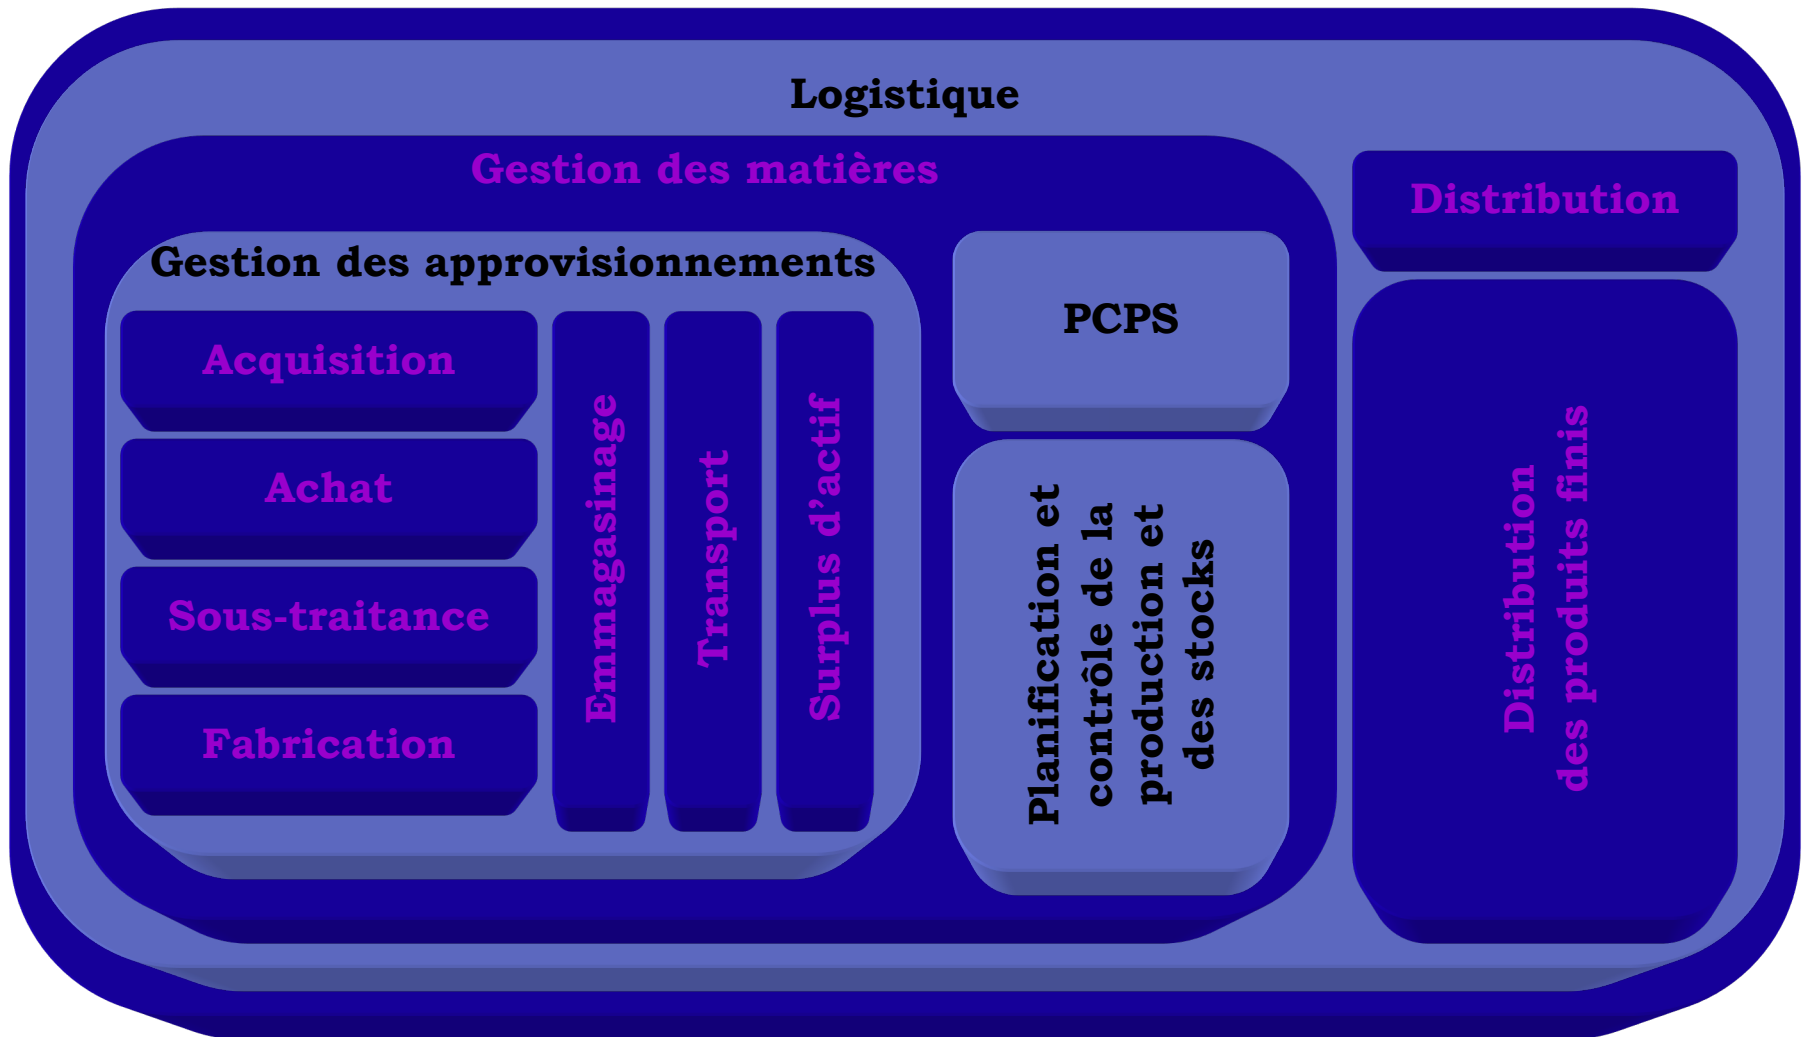 Logistique
Gestion des matières
Distribution
Gestion des approvisionnements
PCPS
Acquisition
Achat
Sous-traitance
Fabrication
Emmagasinage
Transport
Surplus d’actif
Planification et
contrôle de la
production et
des stocks
Distribution
des produits finis